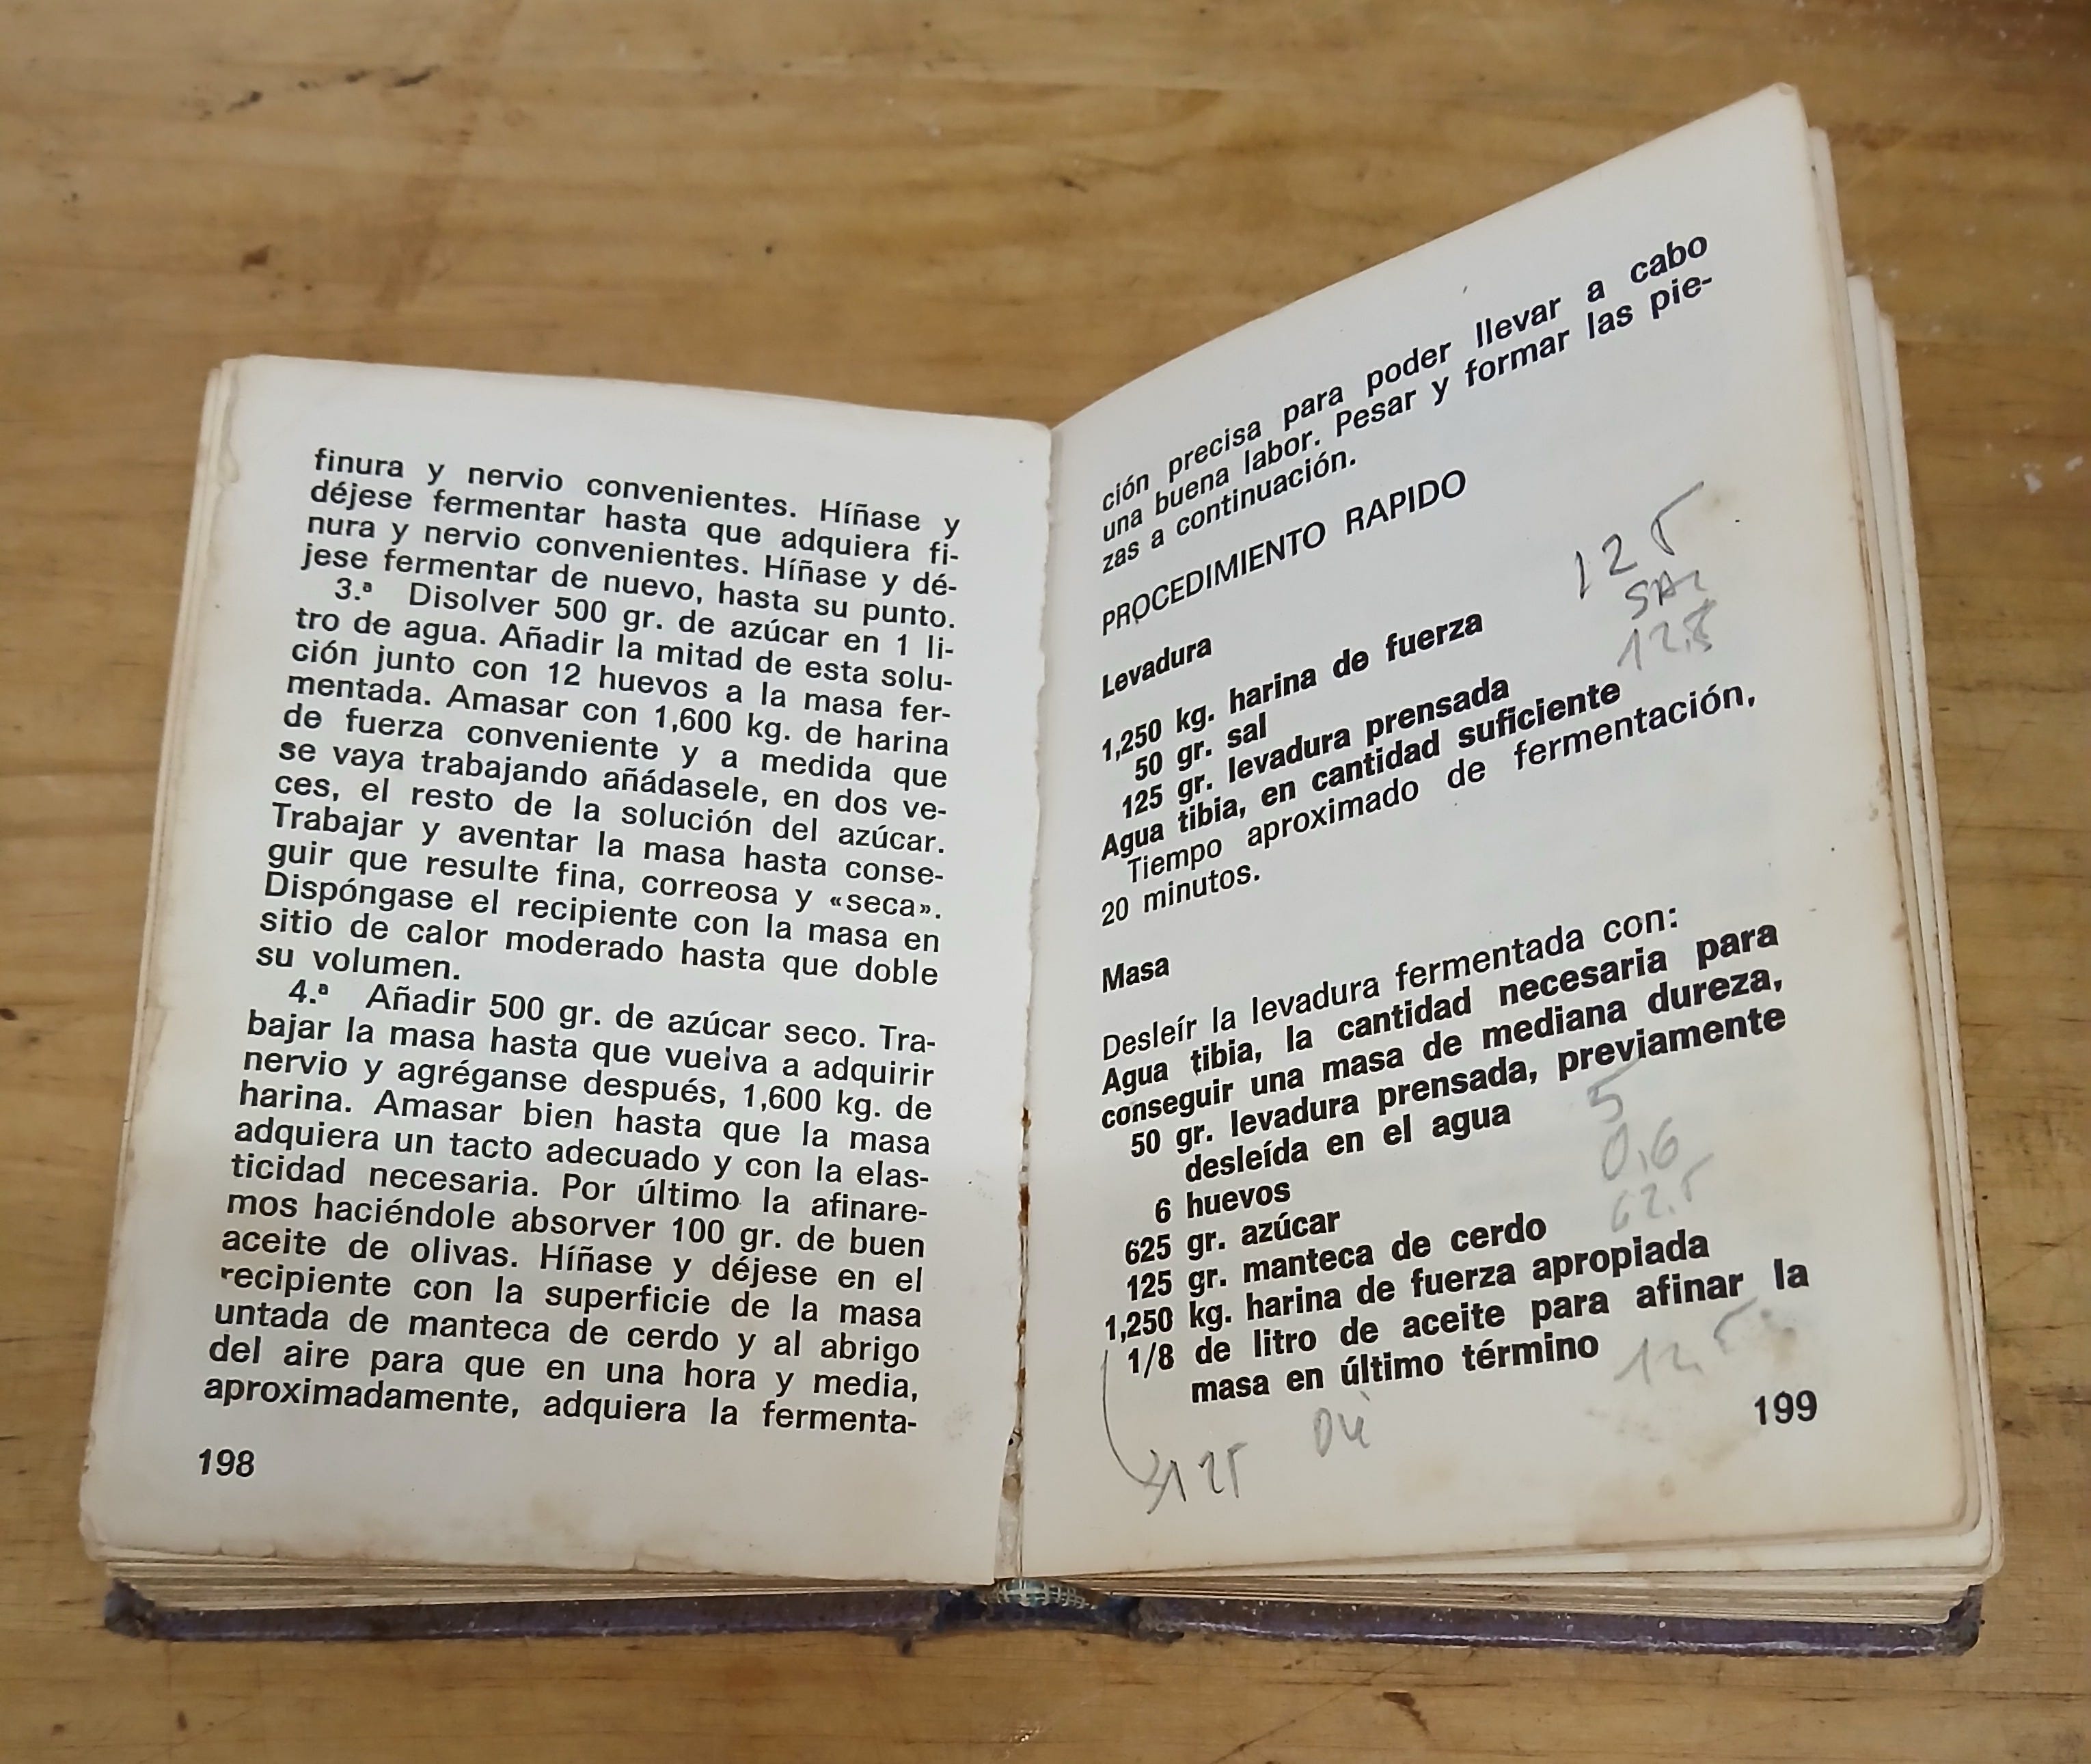 finura y nervio convenientes. Híñase y
déjese fermentar hasta que adquiera fi-
nura y nervio convenientes. Híñase y dé-
jese fermentar de nuevo, hasta su punto.
3.ª Disolver 500 gr. de azúcar en 1 li-
tro de agua. Añadir la mitad de esta solu-
ción junto con 12 huevos a la masa fer-
mentada. Amasar con 1,600 kg. de harina
de fuerza conveniente y a medida que
se vaya trabajando añádasele, en dos ve-
ces, el resto de la solución del azúcar.
Trabajar y aventar la masa hasta conse-
guir que resulte fina, correosa y «seca».
Dispóngase el recipiente con la masa en
sitio de calor moderado hasta que doble
su volumen.
4.ª Añadir 500 gr. de azúcar seco. Tra-
bajar la masa hasta que vuelva a adquirir
nervio y agréganse después, 1,600 kg. de
harina. Amasar bien hasta que la masa
adquiera un tacto adecuado y con la elas-
ticidad necesaria. Por último la afinare-
mos haciéndole absorver 100 gr. de buen
aceite de olivas. Híñase y déjese en el
recipiente con la superficie de la masa
untada de manteca de cerdo y al abrigo
del aire para que en una hora y media,
aproximadamente, adquiera la fermenta-
198
ción precisa para poder llevar a cabo
una buena labor. Pesar y formar las pie-
zas a continuación.
PROCEDIMIENTO RAPIDO
125
Levadura
1,250 kg. harina de fuerza
50 gr. sal
12,5
125 gr. levadura prensada
Agua tibia, en cantidad suficiente
Tiempo aproximado de fermentación,
20 minutos.
Masa
Desleír la levadura fermentada con:
Agua tibia, la cantidad necesaria para
conseguir una masa de mediana dureza,
50 gr. levadura prensada, previamente
desleída en el agua
5
6 huevos
0,6
625 gr. azúcar
62,5
125 gr. manteca de cerdo
1,250 kg. harina de fuerza apropiada
1/8 de litro de aceite para afinar la
masa en último término
12,5
199